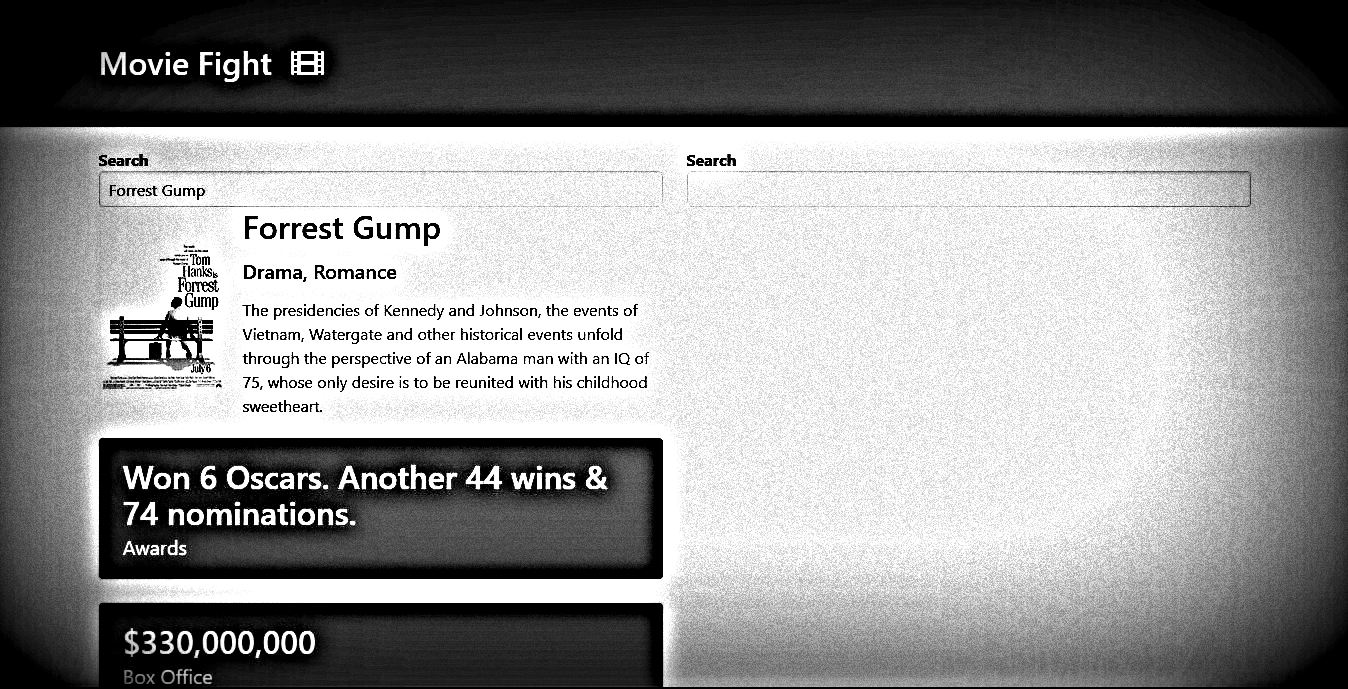 Movie Fight
Search
Forrest Gump
Forrest Gump
Drama, Romance
The presidencies of Kennedy and Johnson, the events of
Vietnam, Watergate and other historical events unfold
through the perspective of an Alabama man with an IQ of
75, whose only desire is to be reunited with his childhood
sweetheart.
Tom
Hanks is
Forrest
Gump
July 6
Won 6 Oscars. Another 44 wins &
74 nominations.
Awards
$330,000,000
Box Office
Search